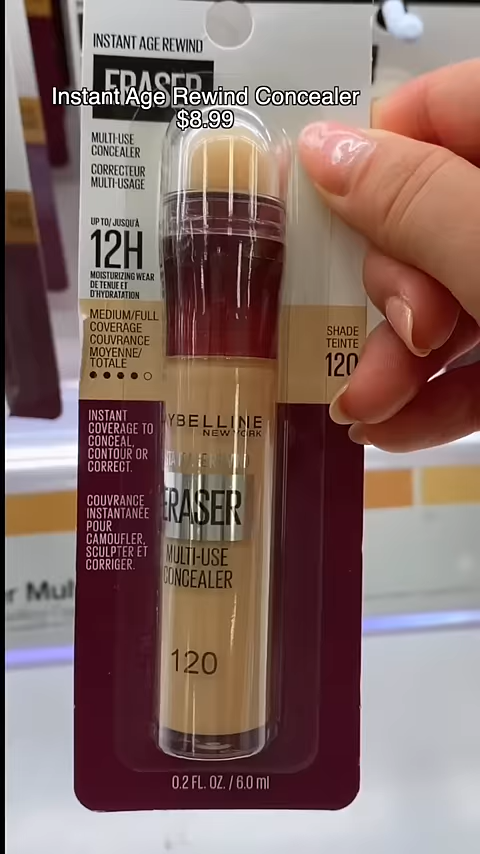 INSTANT AGE REWIND
ERASER
Instant Age Rewind Concealer
$8.99
MULTI-USE
CONCEALER
CORRECTEUR
MULTI-USAGE
UP TO/ JUSQU'À
12H
MOISTURIZING WEAR
DE TENUE ET
D'HYDRATATION
MEDIUM/FULL
COVERAGE
COUVRANCE
MOYENNE/
TOTALE
SHADE
TEINTE
120
INSTANT
COVERAGE TO
CONCEAL,
CONTOUR OR
CORRECT.
COUVRANCE
INSTANTANÉE
POUR
CAMOUFLER,
SCULPTER ET
CORRIGER.
YBELLINE
NEW YORK
ERASER
MULTI-USE
CONCEALER
120
0.2 FL. OZ. / 6.0 ml